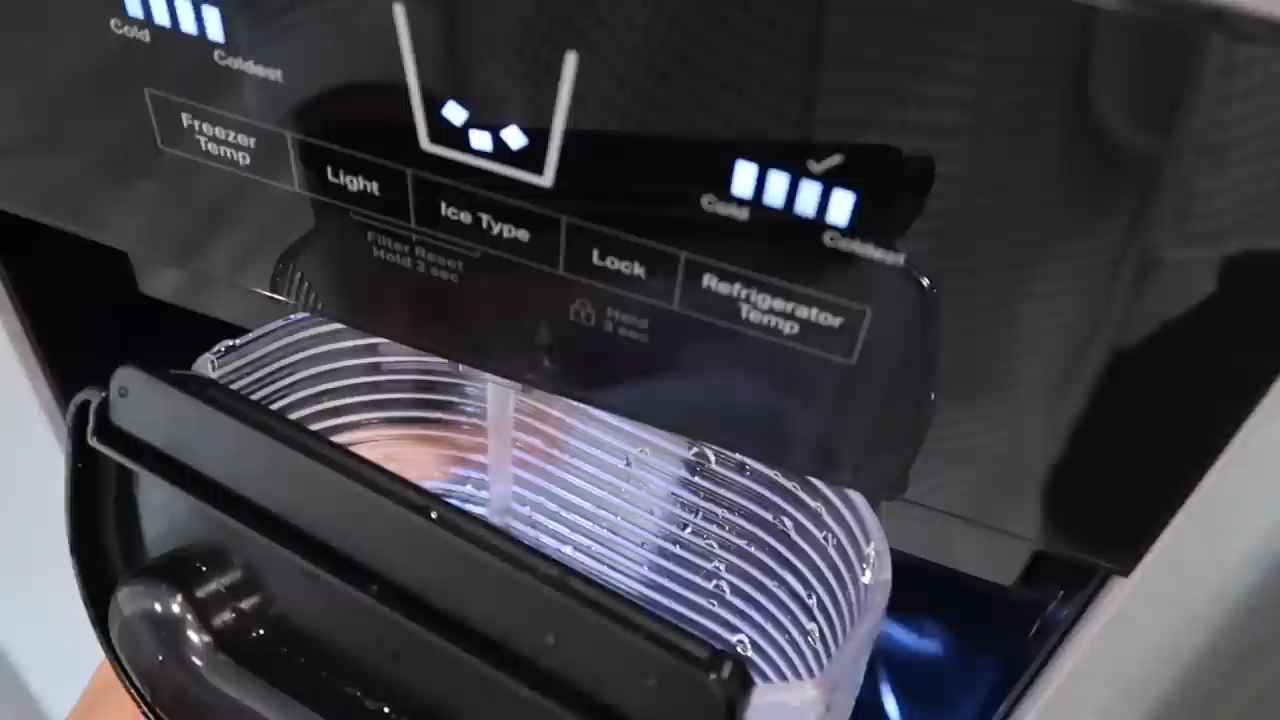 Cold
Coldest
Cold
Coldest
Freezer
Temp
Light
Ice Type
Lock
Refrigerator
Temp
Filter Reset
Hold 3 sec
Hold
3 sec